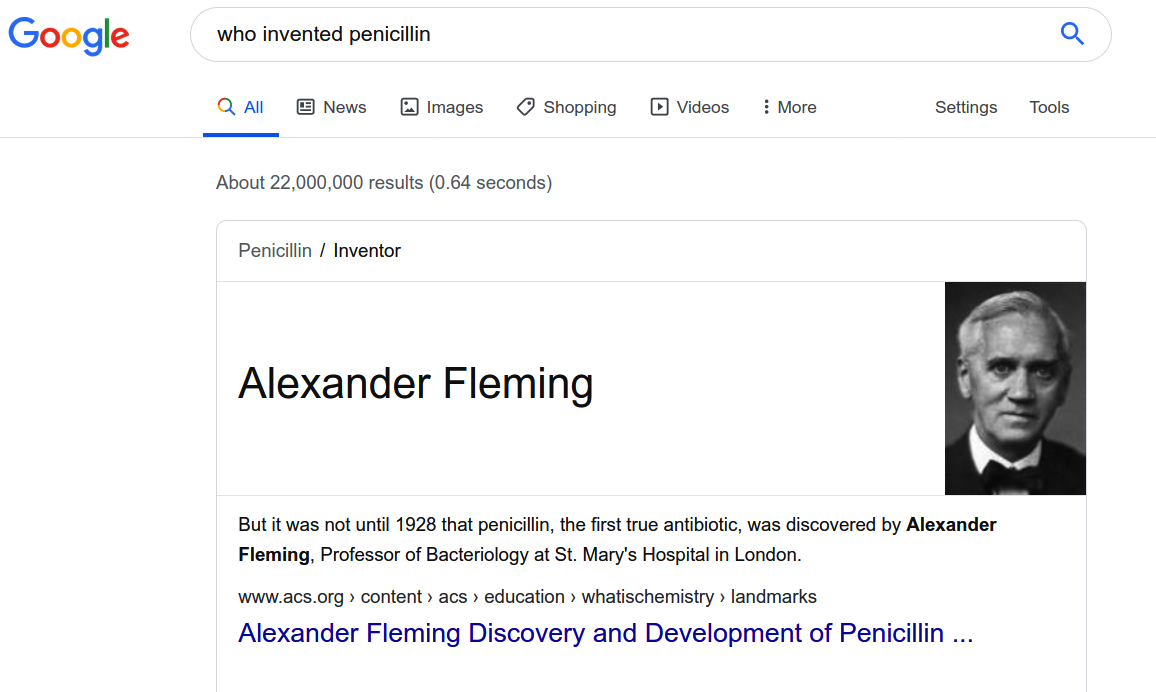 Google
who invented penicillin
All News Images Shopping Videos More Settings Tools
About 22,000,000 results (0.64 seconds)
Penicillin / Inventor
Alexander Fleming
But it was not until 1928 that penicillin, the first true antibiotic, was discovered by Alexander
Fleming, Professor of Bacteriology at St. Mary's Hospital in London.
www.acs.org › content › acs › education › whatischemistry › landmarks
Alexander Fleming Discovery and Development of Penicillin ...